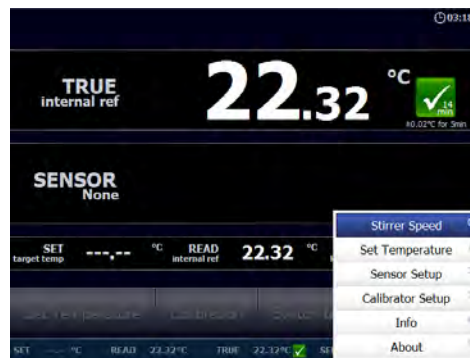 03:18
TRUE
internal ref
22.32 °C
14
min
±0.02°C for 5min
SENSOR
None
SET
target temp
---.-- °C
READ
internal ref
22.32 °C
Stirrer Speed
Set Temperature
Sensor Setup
Calibrator Setup
Info
About
SET
°C
READ 22.32°C
TRUE 22.32°C